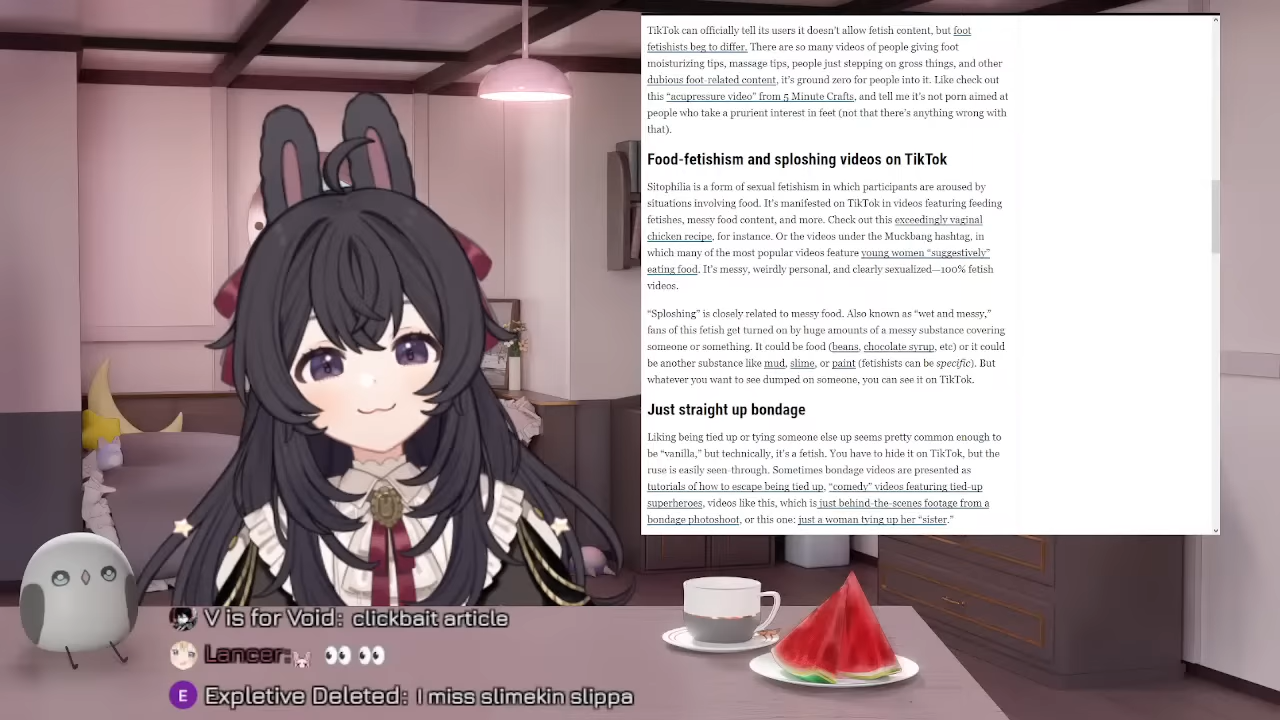 TikTok can officially tell its users it doesn't allow fetish content, but foot
fetishists beg to differ. There are so many videos of people giving foot
moisturizing tips, massage tips, people just stepping on gross things, and other
dubious foot-related content, it's ground zero for people into it. Like check out
this “acupressure video” from 5 Minute Crafts, and tell me it's not porn aimed at
people who take a prurient interest in feet (not that there's anything wrong with
that).
Food-fetishism and sploshing videos on TikTok
Sitophilia is a form of sexual fetishism in which participants are aroused by
situations involving food. It's manifested on TikTok in videos featuring feeding
fetishes, messy food content, and more. Check out this exceedingly vaginal
chicken recipe, for instance. Or the videos under the Muckbang hashtag, in
which many of the most popular videos feature young women “suggestively”
eating food. It's messy, weirdly personal, and clearly sexualized—100% fetish
videos.
“Sploshing” is closely related to messy food. Also known as “wet and messy,”
fans of this fetish get turned on by huge amounts of a messy substance covering
someone or something. It could be food (beans, chocolate syrup, etc) or it could
be another substance like mud, slime, or paint (fetishists can be specific). But
whatever you want to see dumped on someone, you can see it on TikTok.
Just straight up bondage
Liking being tied up or tying someone else up seems pretty common enough to
be “vanilla,” but technically, it's a fetish. You have to hide it on TikTok, but the
ruse is easily seen-through. Sometimes bondage videos are presented as
tutorials of how to escape being tied up, “comedy” videos featuring tied-up
superheroes, videos like this, which is just behind-the-scenes footage from a
bondage photoshoot, or this one: just a woman tying up her “sister.”
V is for Void: clickbait article
Lancer: 👀 👀
E Expletive Deleted: I miss slimekin slippa